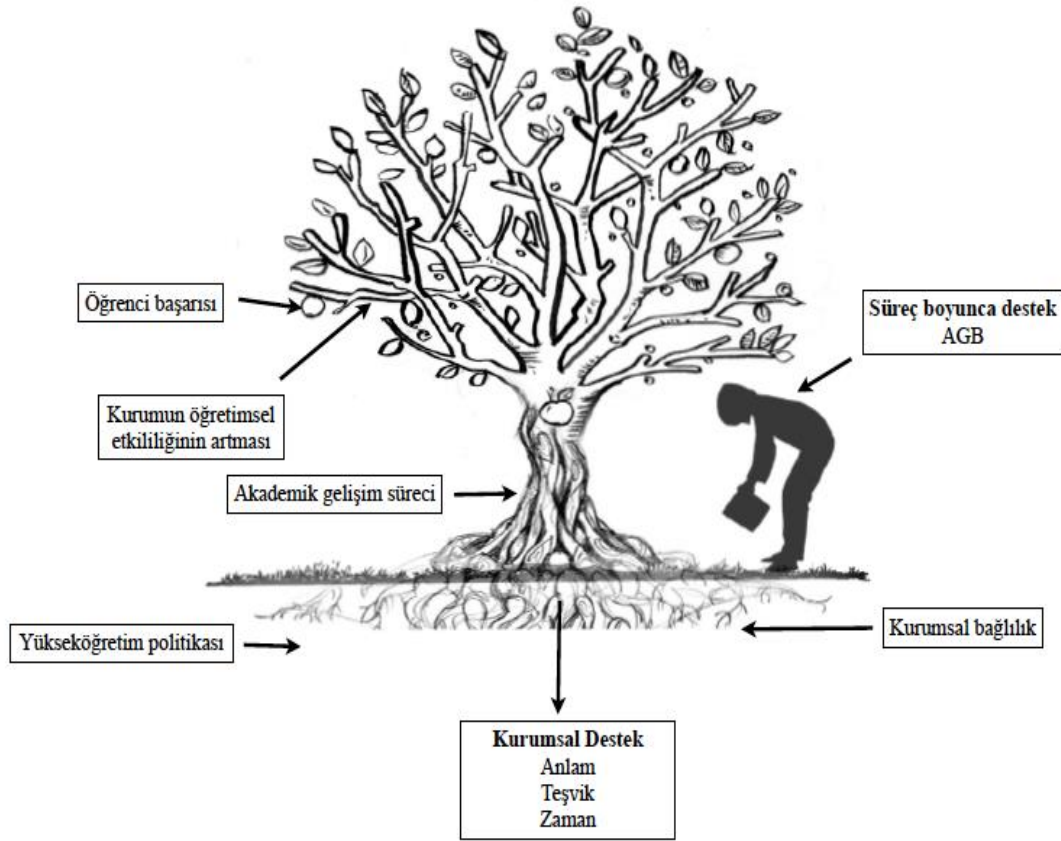 Öğrenci başarısı
Süreç boyunca destek
AGB
Kurumun öğretimsel
etkililiğinin artması
Akademik gelişim süreci
Yükseköğretim politikası
Kurumsal bağlılık
Kurumsal Destek
Anlam
Teşvik
Zaman